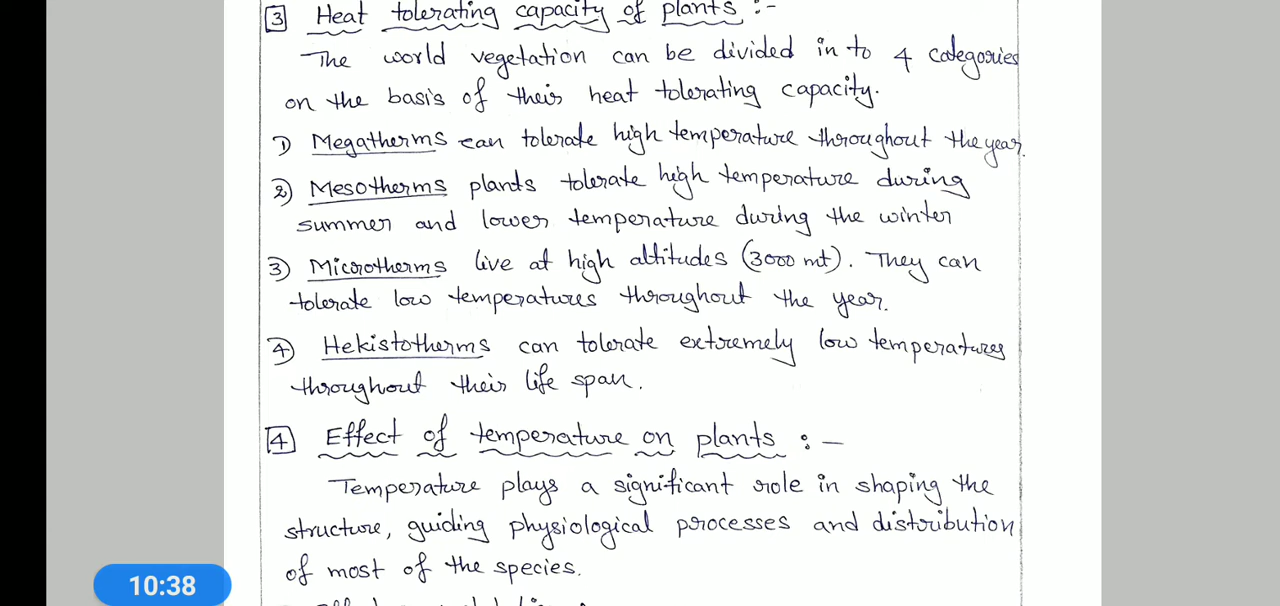 3 Heat tolerating capacity of plants :-
The world vegetation can be divided in to 4 categories
on the basis of their heat tolerating capacity.
1) Megatherms can tolerate high temperature throughout the year.
2) Mesotherms plants tolerate high temperature during
summer and lower temperature during the winter
3) Microtherms live at high altitudes (3000 mt). They can
tolerate low temperatures throughout the year.
4) Hekistotherms can tolerate extremely low temperatures
throughout their life span.
4 Effect of temperature on plants :-
Temperature plays a significant role in shaping the
structure, guiding physiological processes and distribution
of most of the species.
10:38